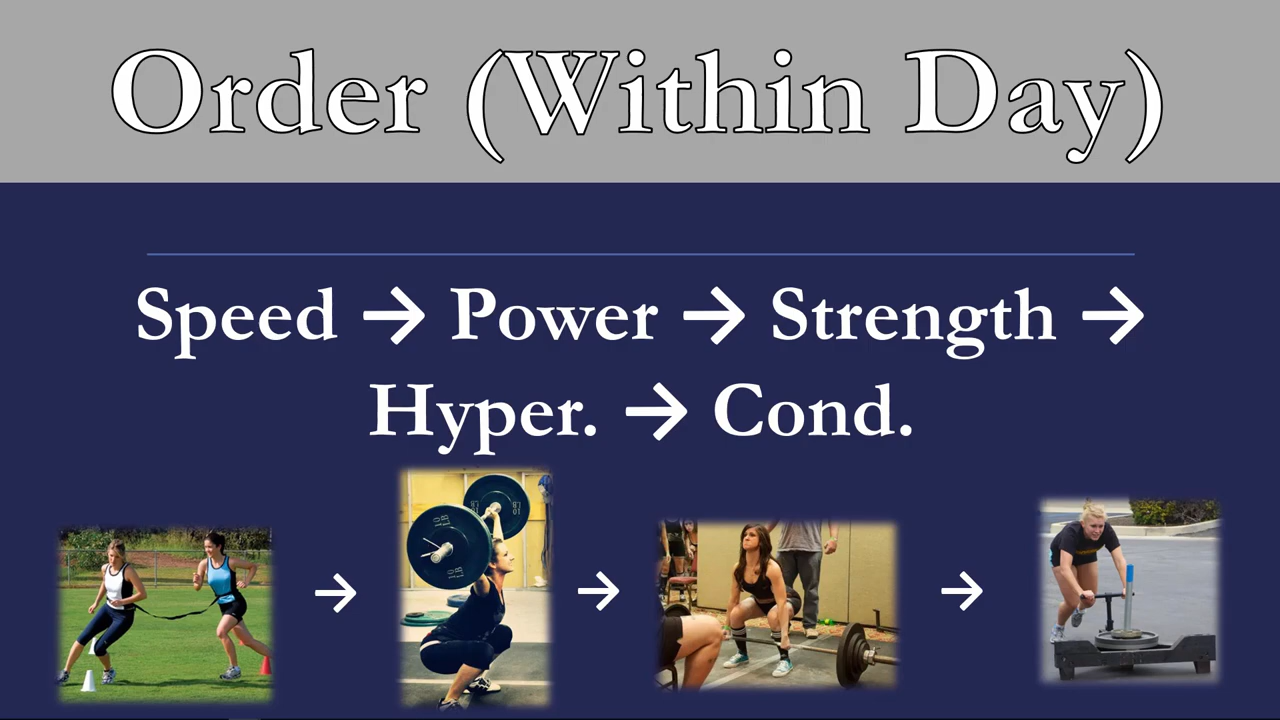 Order (Within Day)
Speed → Power → Strength →
Hyper. → Cond.